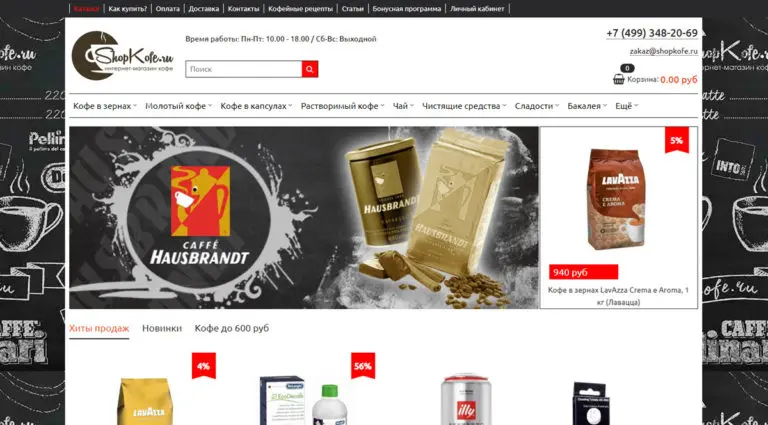 Каталог Как купить? Оплата Доставка Контакты Кофейные рецепты Статьи Бонусная программа Личный кабинет
ShopKofe.ru
интернет-магазин кофе
Время работы: Пн-Пт: 10.00 - 18.00 / Сб-Вс: Выходной
Поиск
+7 (499) 348-20-69
zakaz@shopkofe.ru
0
Корзина: 0.00 руб
Кофе в зернах Молотый кофе Кофе в капсулах Растворимый кофе Чай Чистящие средства Сладости Бакалея Ещё
CAFFÈ
HAUSBRANDT
HAUSBRANDT
HAUSBRANDT
5%
LAVAZZA
CREMA
E AROMA
940 руб
Кофе в зернах LavAzza Crema e Aroma, 1
кг (Лавацца)
Хиты продаж Новинки Кофе до 600 руб
4%
LAVAZZA
56%
DeLonghi
EcoDecalk
illy
Pellini
INTO
CAFFE.